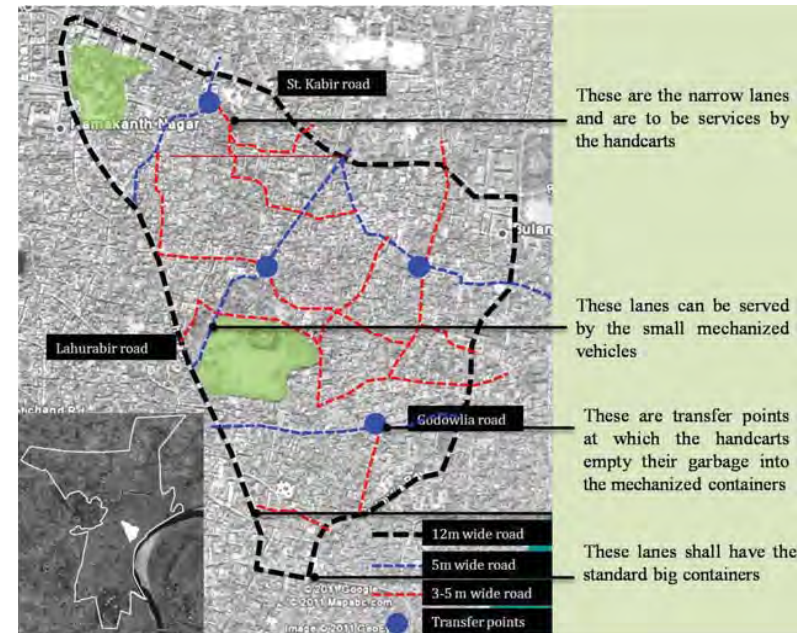 St. Kabir road
These are the narrow lanes
and are to be services by
the handcarts
Nagar
These lanes can be served
by the small mechanized
vehicles
Lahurabir road
These are transfer points
at which the handcarts
empty their garbage into
the mechanized containers
Godowlia road
12m wide road
These lanes shall have the
standard big containers
5m wide road
© 2011 Google
3-5 m wide road
© 2011 Mapabc.com
Transfer points
Image © 2011